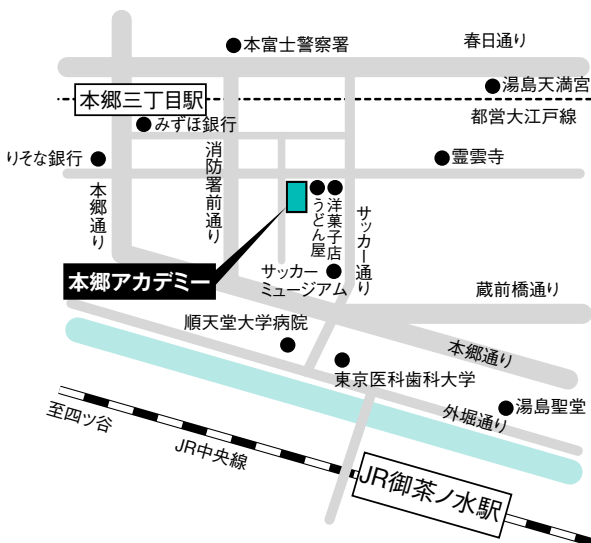 本富士警察署
春日通り
湯島天満宮
本郷三丁目駅
都営大江戸線
みずほ銀行
りそな銀行
霊雲寺
消防署前通り
本郷通り
うどん屋
洋菓子店
サッカー通り
本郷アカデミー
サッカー
ミュージアム
蔵前橋通り
順天堂大学病院
本郷通り
東京医科歯科大学
湯島聖堂
外堀通り
至四ツ谷
JR中央線
JR御茶ノ水駅